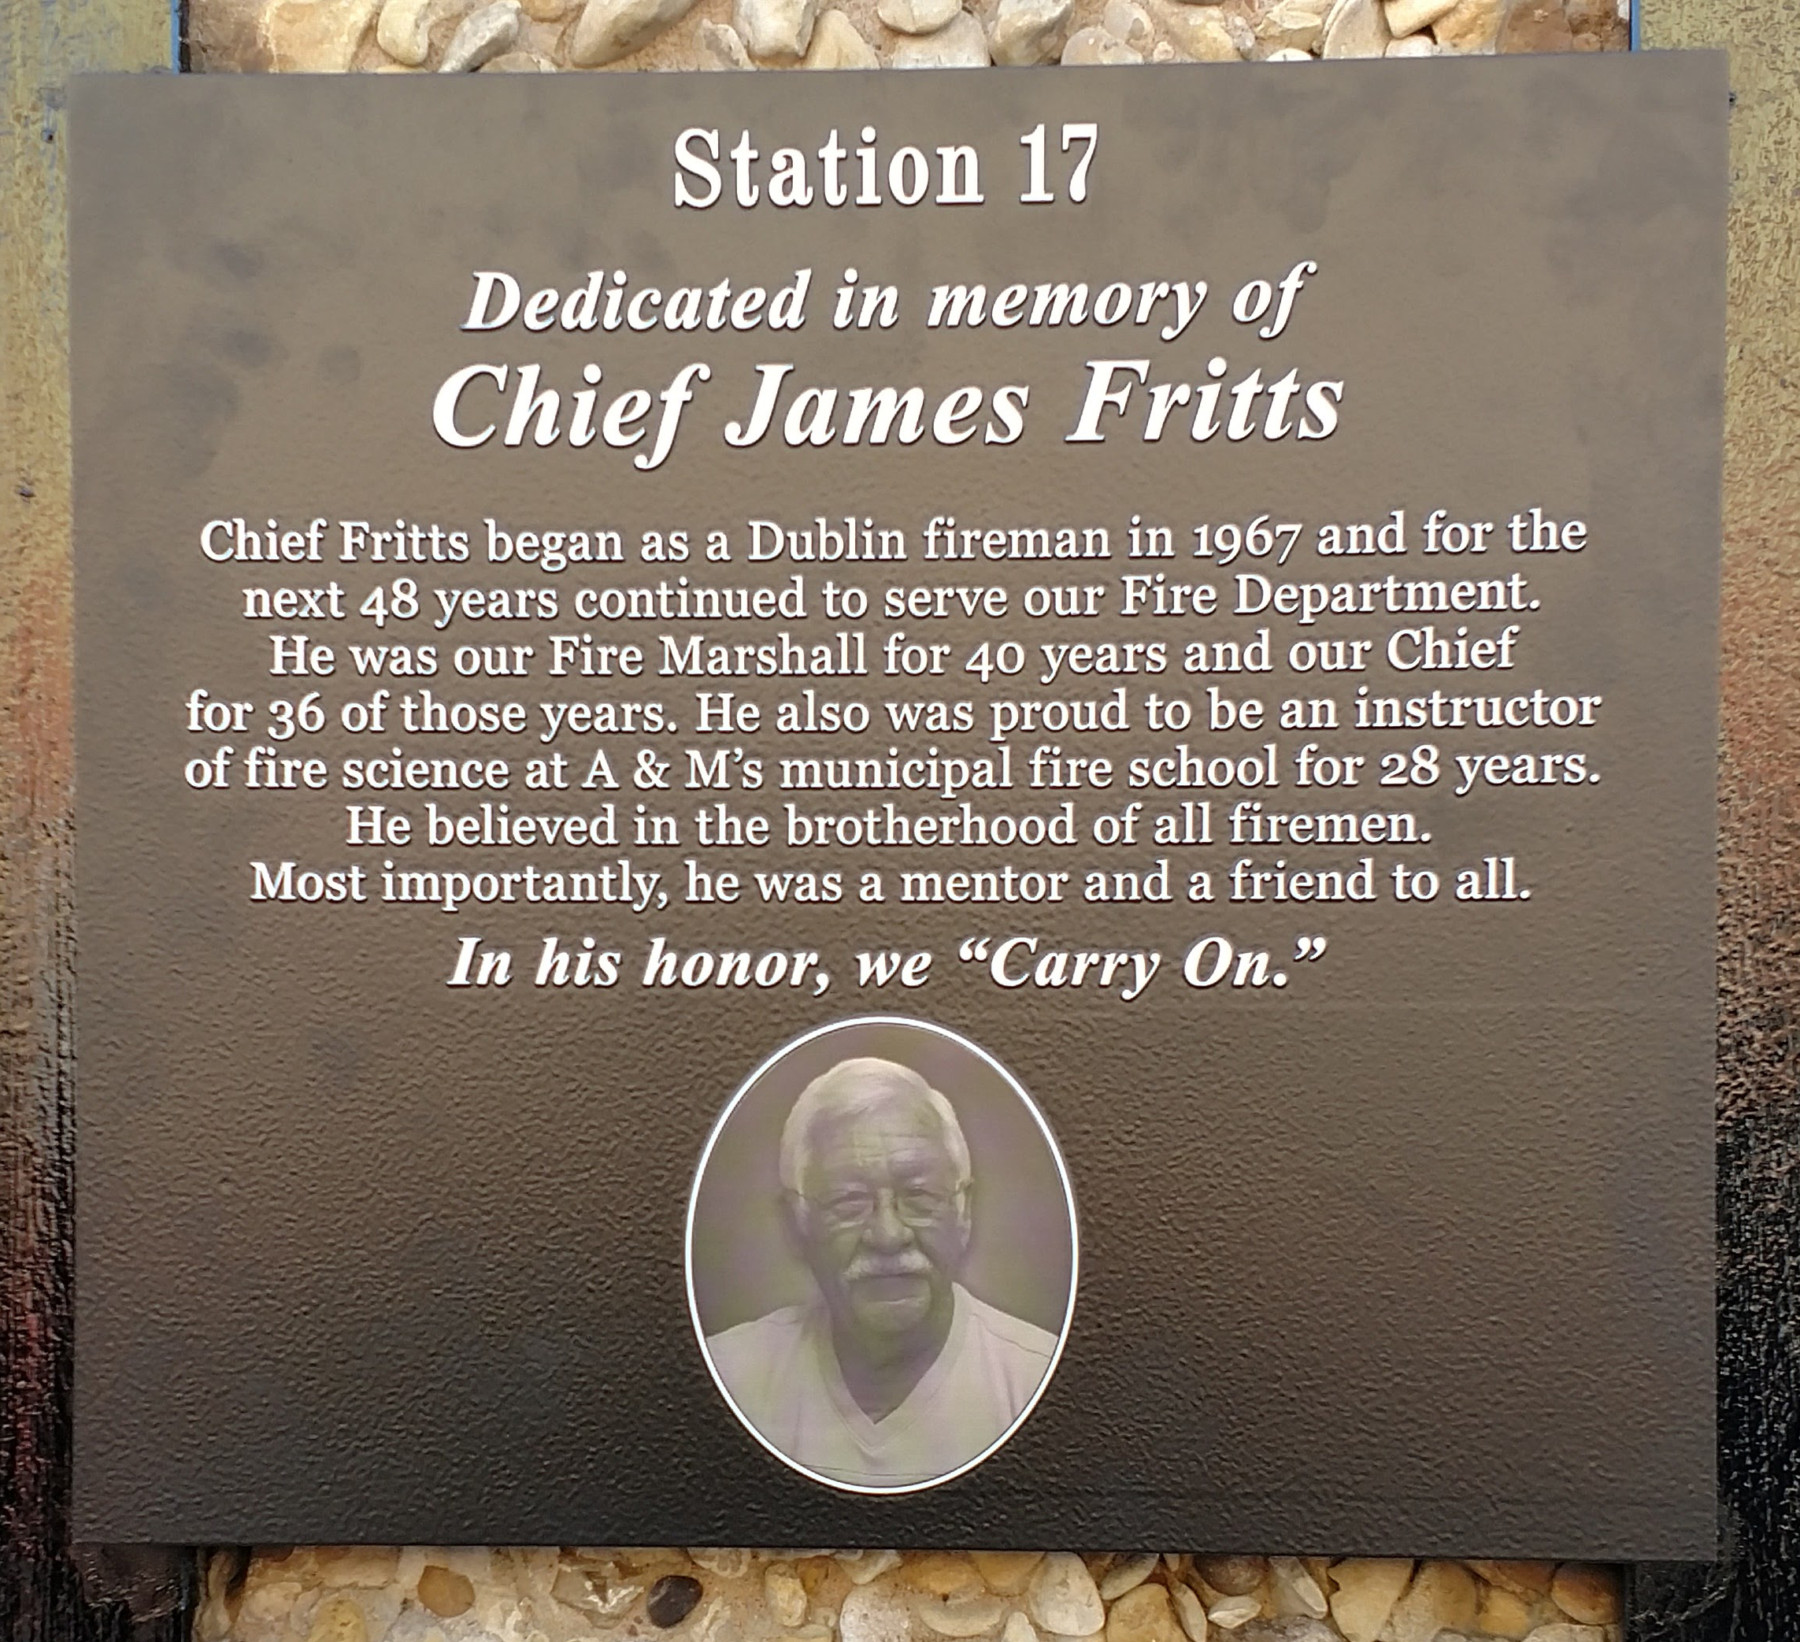 Station 17
Dedicated in memory of
Chief James Fritts
Chief Fritts began as a Dublin fireman in 1967 and for the
next 48 years continued to serve our Fire Department.
He was our Fire Marshall for 40 years and our Chief
for 36 of those years. He also was proud to be an instructor
of fire science at A & M’s municipal fire school for 28 years.
He believed in the brotherhood of all firemen.
Most importantly, he was a mentor and a friend to all.
In his honor, we “Carry On.”